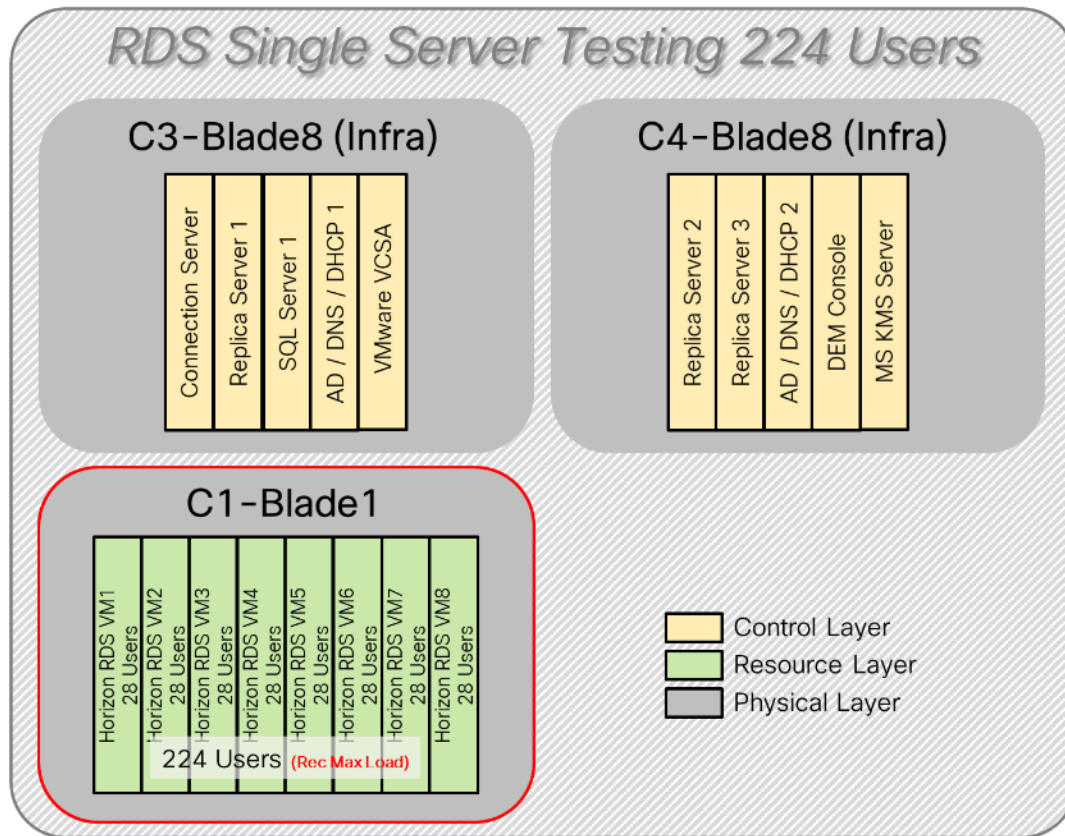 RDS Single Server Testing 224 Users
C3-Blade8 (Infra)
Connection Server
Replica Server 1
SQL Server 1
AD / DNS / DHCP 1
VMware VCSA
C4-Blade8 (Infra)
Replica Server 2
Replica Server 3
AD / DNS / DHCP 2
DEM Console
MS KMS Server
C1-Blade1
Horizon RDS VM1
28 Users
Horizon RDS VM2
28 Users
Horizon RDS VM3
28 Users
Horizon RDS VM4
28 Users
Horizon RDS VM5
28 Users
Horizon RDS VM6
28 Users
Horizon RDS VM7
28 Users
Horizon RDS VM8
28 Users
224 Users (Rec Max Load)
Control Layer
Resource Layer
Physical Layer